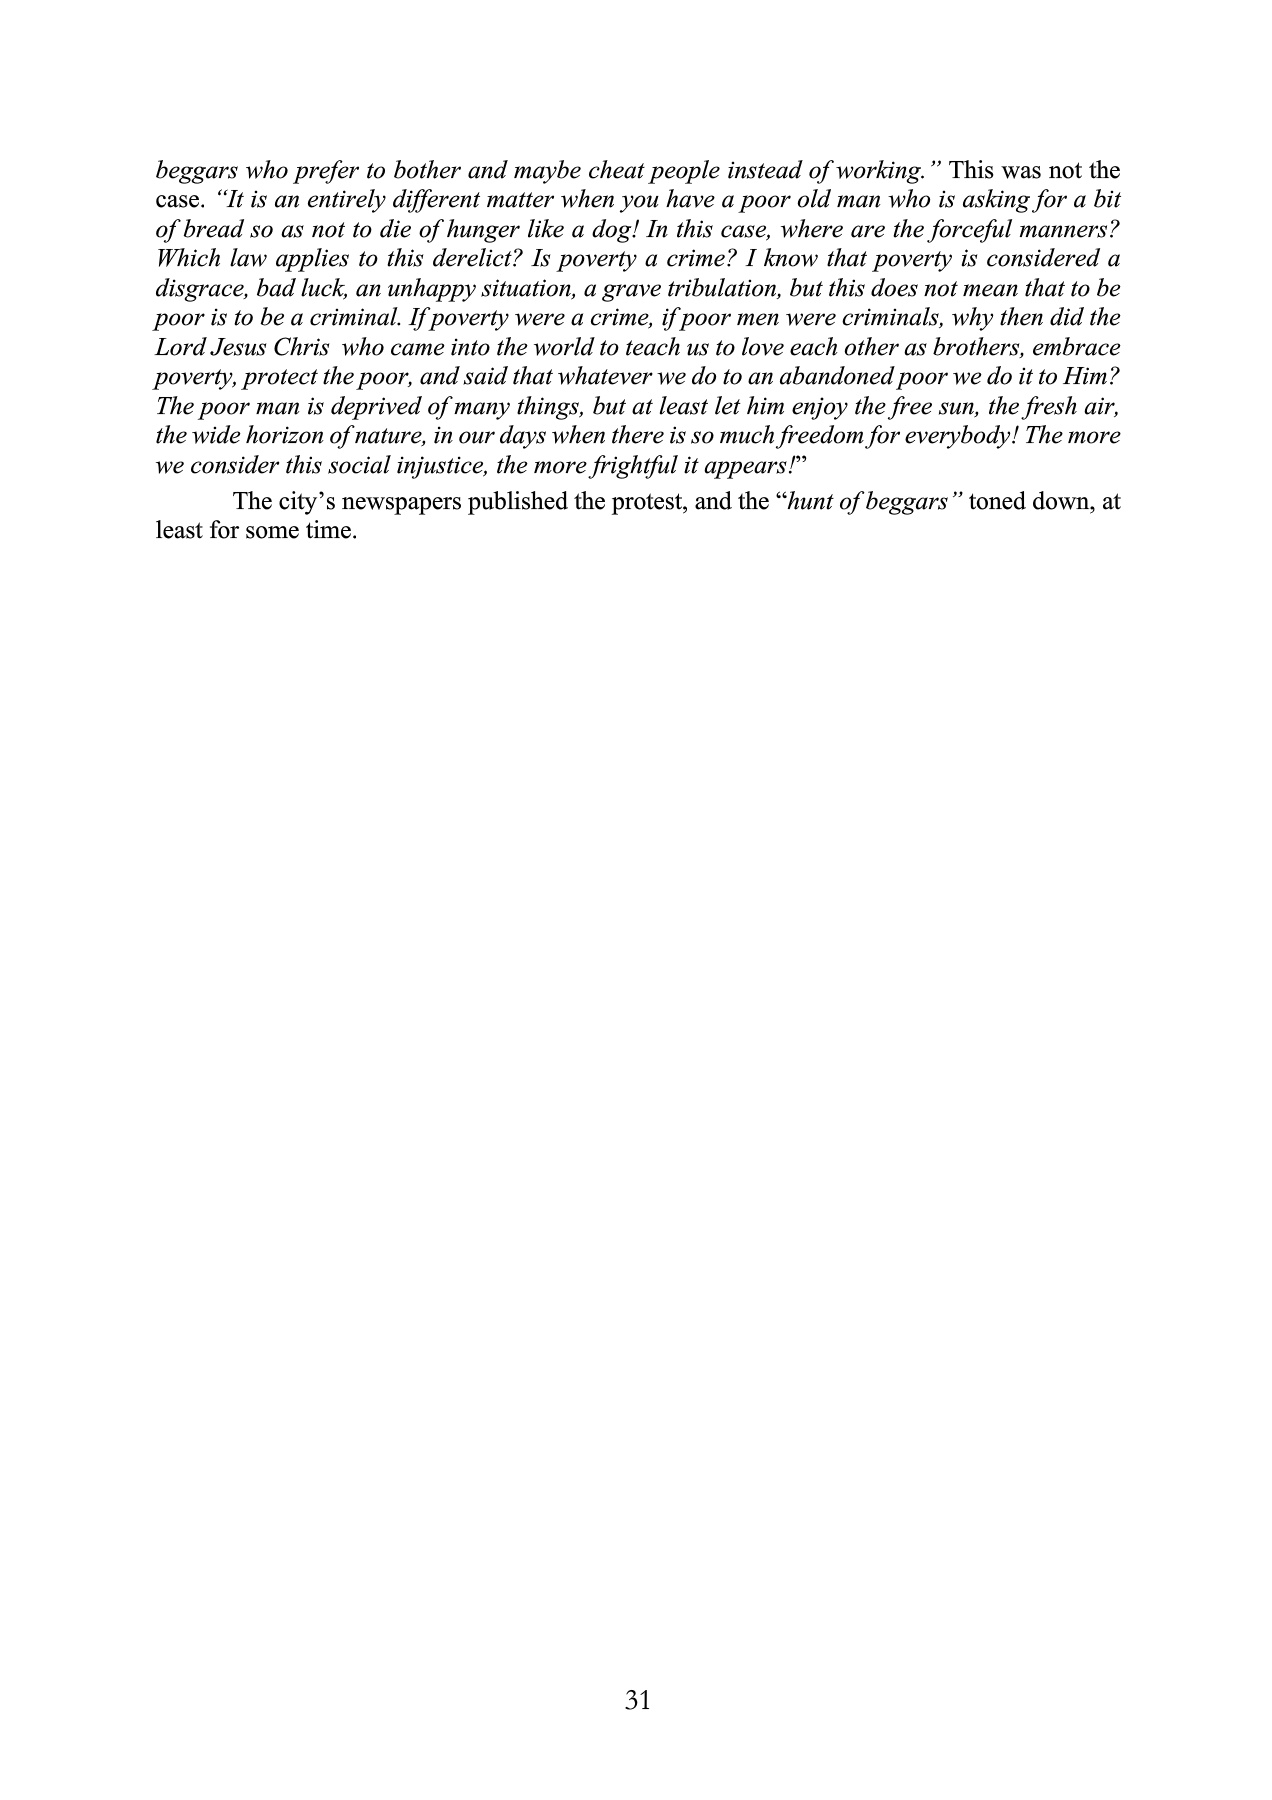 beggars who prefer to bother and maybe cheat people instead of working.” This was not the
case. “It is an entirely different matter when you have a poor old man who is asking for a bit
of bread so as not to die of hunger like a dog! In this case, where are the forceful manners?
Which law applies to this derelict? Is poverty a crime? I know that poverty is considered a
disgrace, bad luck, an unhappy situation, a grave tribulation, but this does not mean that to be
poor is to be a criminal. If poverty were a crime, if poor men were criminals, why then did the
Lord Jesus Chris  who came into the world to teach us to love each other as brothers, embrace
poverty, protect the poor, and said that whatever we do to an abandoned poor we do it to Him?
The poor man is deprived of many things, but at least let him enjoy the free sun, the fresh air,
the wide horizon of nature, in our days when there is so much freedom for everybody! The more
we consider this social injustice, the more frightful it appears!”
The city’s newspapers published the protest, and the “hunt of beggars” toned down, at
least for some time.
31